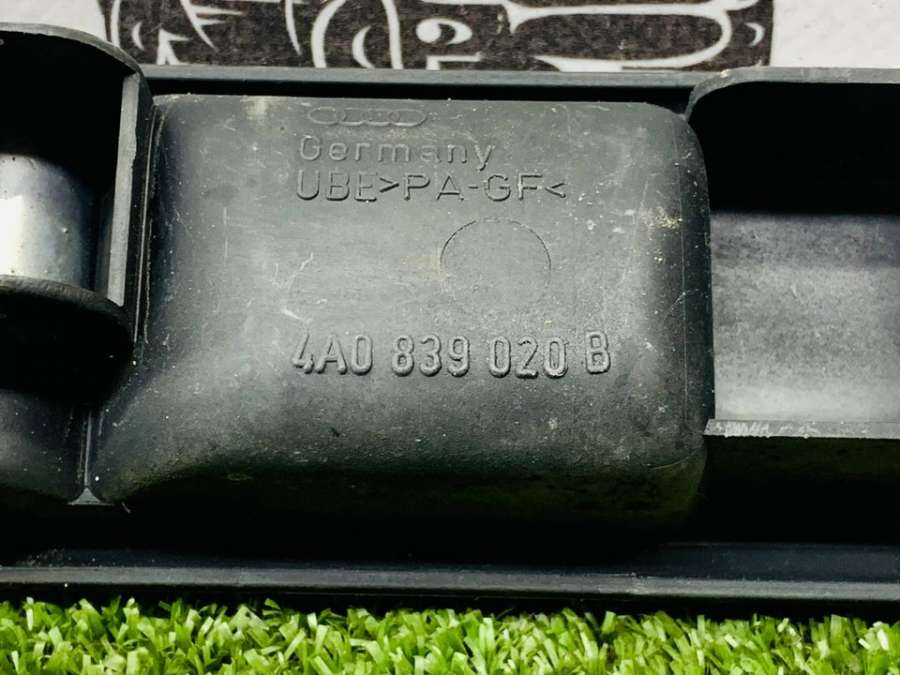 Germany
UBE>PA-GF<
4A0 839 020 B